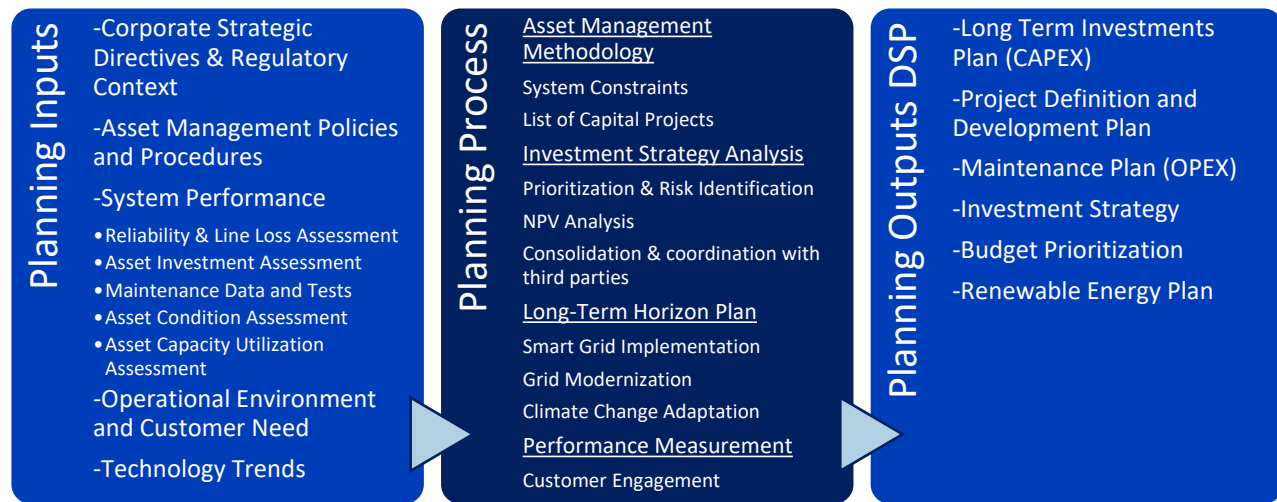 Planning Inputs
-Corporate Strategic
Directives & Regulatory
Context
-Asset Management Policies
and Procedures
-System Performance
•Reliability & Line Loss Assessment
•Asset Investment Assessment
•Maintenance Data and Tests
•Asset Condition Assessment
•Asset Capacity Utilization
Assessment
-Operational Environment
and Customer Need
-Technology Trends
Planning Process
Asset Management
Methodology
System Constraints
List of Capital Projects
Investment Strategy Analysis
Prioritization & Risk Identification
NPV Analysis
Consolidation & coordination with
third parties
Long-Term Horizon Plan
Smart Grid Implementation
Grid Modernization
Climate Change Adaptation
Performance Measurement
Customer Engagement
Planning Outputs DSP
-Long Term Investments
Plan (CAPEX)
-Project Definition and
Development Plan
-Maintenance Plan (OPEX)
-Investment Strategy
-Budget Prioritization
-Renewable Energy Plan